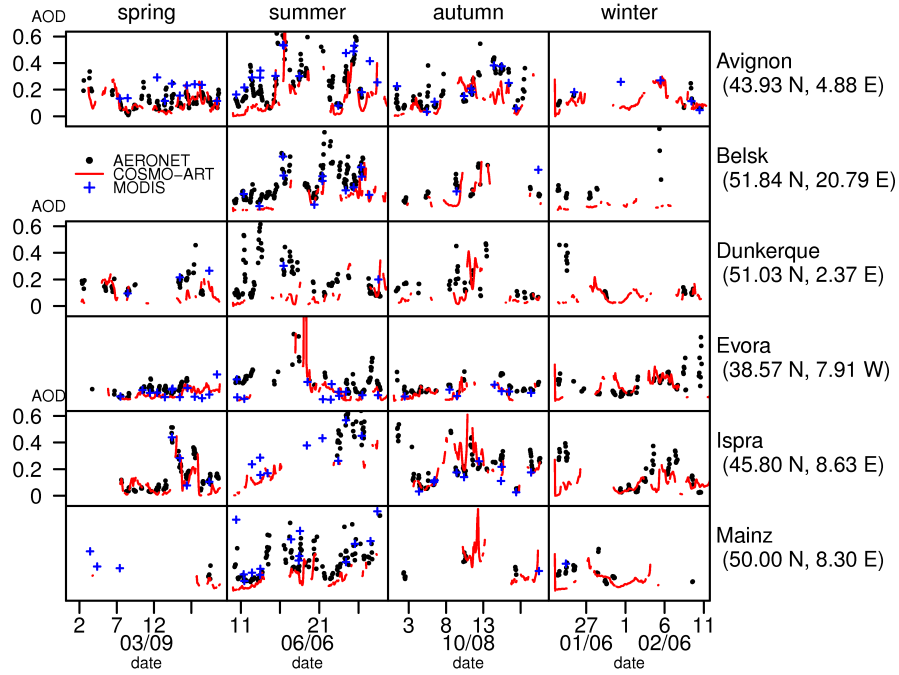 AOD spring summer autumn winter
0.6
0.4
0.2
0
Avignon
(43.93 N, 4.88 E)
AERONET
COSMO−ART
MODIS
Belsk
(51.84 N, 20.79 E)
AOD
0.6
0.4
0.2
0
Dunkerque
(51.03 N, 2.37 E)
Evora
(38.57 N, 7.91 W)
AOD
0.6
0.4
0.2
0
Ispra
(45.80 N, 8.63 E)
Mainz
(50.00 N, 8.30 E)
2 7 12 11 21 3 8 13 27 1 6 11
03/09 06/06 10/08 01/06 02/06
date date date date